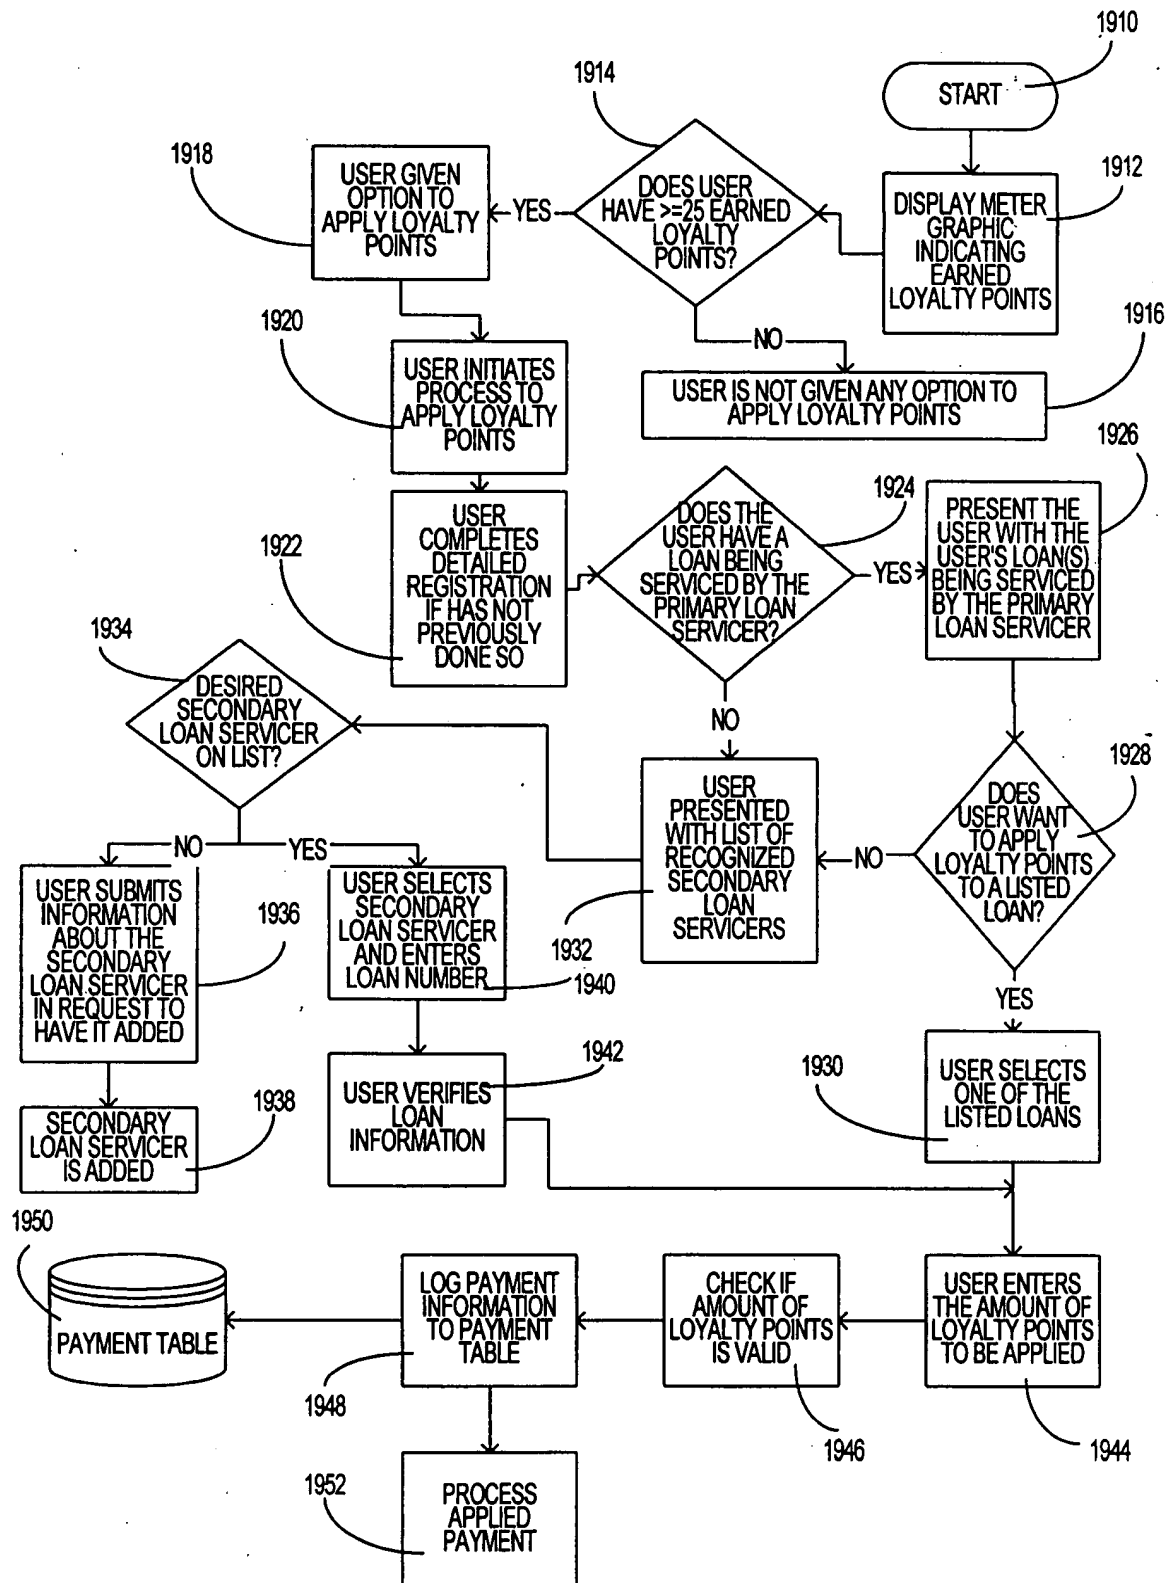 1910
START
1912
DISPLAY METER
GRAPHIC
INDICATING
EARNED
LOYALTY POINTS
1914
DOES USER
HAVE >=25 EARNED
LOYALTY
POINTS?
YES
NO
1916
USER IS NOT GIVEN ANY OPTION TO
APPLY LOYALTY POINTS
1918
USER GIVEN
OPTION TO
APPLY LOYALTY
POINTS
1920
USER INITIATES
PROCESS TO
APPLY LOYALTY
POINTS
1922
USER
COMPLETES
DETAILED
REGISTRATION
IF HAS NOT
PREVIOUSLY
DONE SO
1924
DOES THE
USER HAVE A
LOAN BEING
SERVICED BY THE
PRIMARY LOAN
SERVICER?
YES
NO
1926
PRESENT THE
USER WITH THE
USER'S LOAN(S)
BEING SERVICED
BY THE PRIMARY
LOAN SERVICER
1928
DOES
USER WANT
TO APPLY
LOYALTY POINTS
TO A LISTED
LOAN?
NO
YES
1930
USER SELECTS
ONE OF THE
LISTED LOANS
1932
USER
PRESENTED
WITH LIST OF
RECOGNIZED
SECONDARY
LOAN
SERVICERS
1934
DESIRED
SECONDARY
LOAN SERVICER
ON LIST?
NO
YES
1936
USER SUBMITS
INFORMATION
ABOUT THE
SECONDARY
LOAN SERVICER
IN REQUEST TO
HAVE IT ADDED
1938
SECONDARY
LOAN SERVICER
IS ADDED
1940
USER SELECTS
SECONDARY
LOAN SERVICER
AND ENTERS
LOAN NUMBER
1942
USER VERIFIES
LOAN
INFORMATION
1944
USER ENTERS
THE AMOUNT OF
LOYALTY POINTS
TO BE APPLIED
1946
CHECK IF
AMOUNT OF
LOYALTY POINTS
IS VALID
1948
LOG PAYMENT
INFORMATION
TO PAYMENT
TABLE
1950
PAYMENT TABLE
1952
PROCESS
APPLIED
PAYMENT